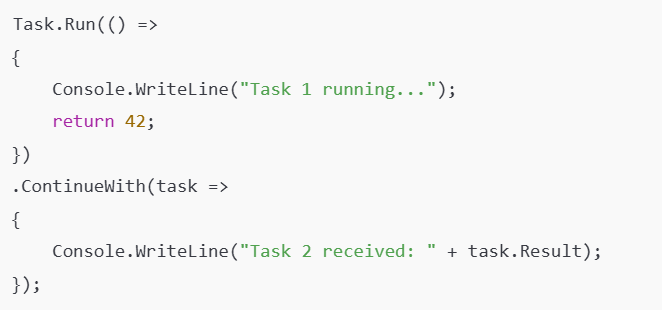 Task.Run(() =>
{
    Console.WriteLine("Task 1 running...");
    return 42;
})
.ContinueWith(task =>
{
    Console.WriteLine("Task 2 received: " + task.Result);
});